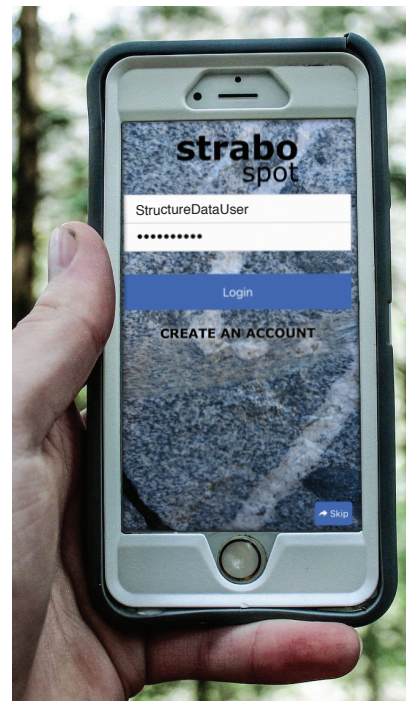 strabo
spot
StructureDataUser
••••••••••
Login
CREATE AN ACCOUNT
Skip